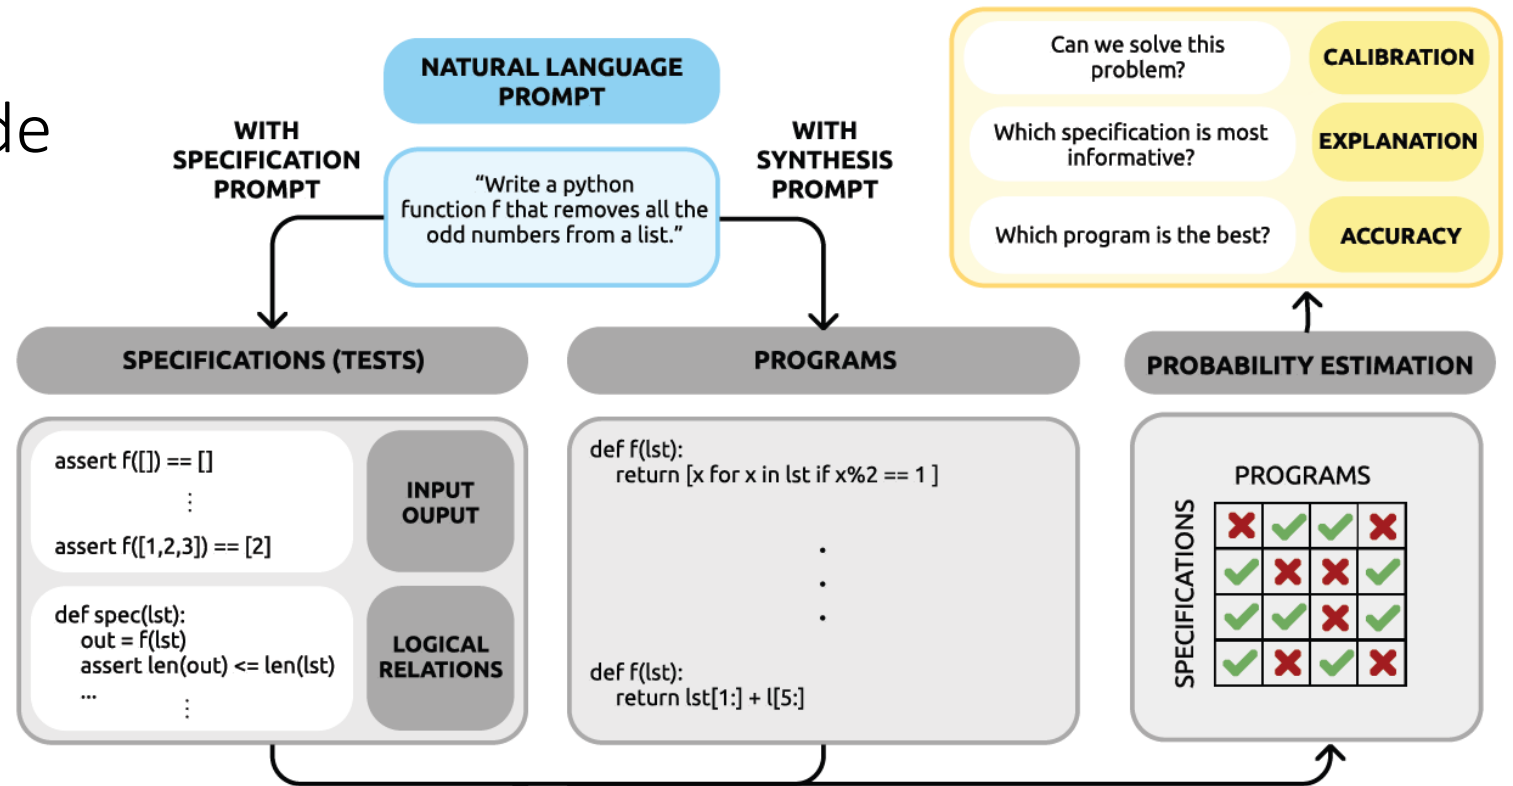 de
NATURAL LANGUAGE
PROMPT
WITH
SPECIFICATION
PROMPT
WITH
SYNTHESIS
PROMPT
“Write a python
function f that removes all the
odd numbers from a list.”
Can we solve this
problem?
CALIBRATION
Which specification is most
informative?
EXPLANATION
Which program is the best?
ACCURACY
SPECIFICATIONS (TESTS)
assert f([]) == []
⋮
assert f([1,2,3]) == [2]
INPUT
OUPUT
def spec(lst):
out = f(lst)
assert len(out) <= len(lst)
...
⋮
LOGICAL
RELATIONS
PROGRAMS
def f(lst):
return [x for x in lst if x%2 == 1 ]
def f(lst):
return lst[1:] + l[5:]
PROBABILITY ESTIMATION
PROGRAMS
SPECIFICATIONS